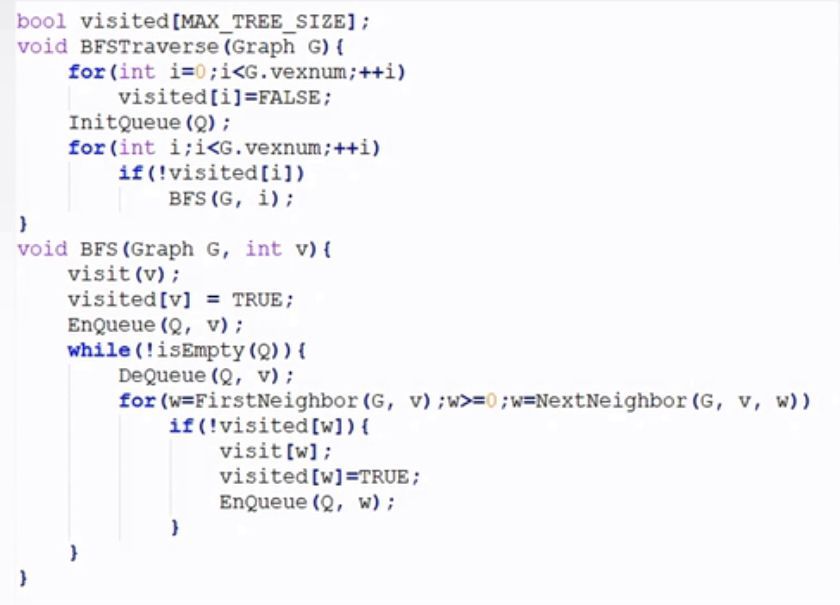 bool visited[MAX_TREE_SIZE];
void BFSTraverse(Graph G){
    for(int i=0;i<G.vexnum;++i)
        visited[i]=FALSE;
    InitQueue(Q);
    for(int i;i<G.vexnum;++i)
        if(!visited[i])
            BFS(G, i);
}
void BFS(Graph G, int v){
    visit(v);
    visited[v] = TRUE;
    EnQueue(Q, v);
    while(!isEmpty(Q)){
        DeQueue(Q, v);
        for(w=FirstNeighbor(G, v);w>=0;w=NextNeighbor(G, v, w))
            if(!visited[w]){
                visit[w];
                visited[w]=TRUE;
                EnQueue(Q, w);
            }
    }
}